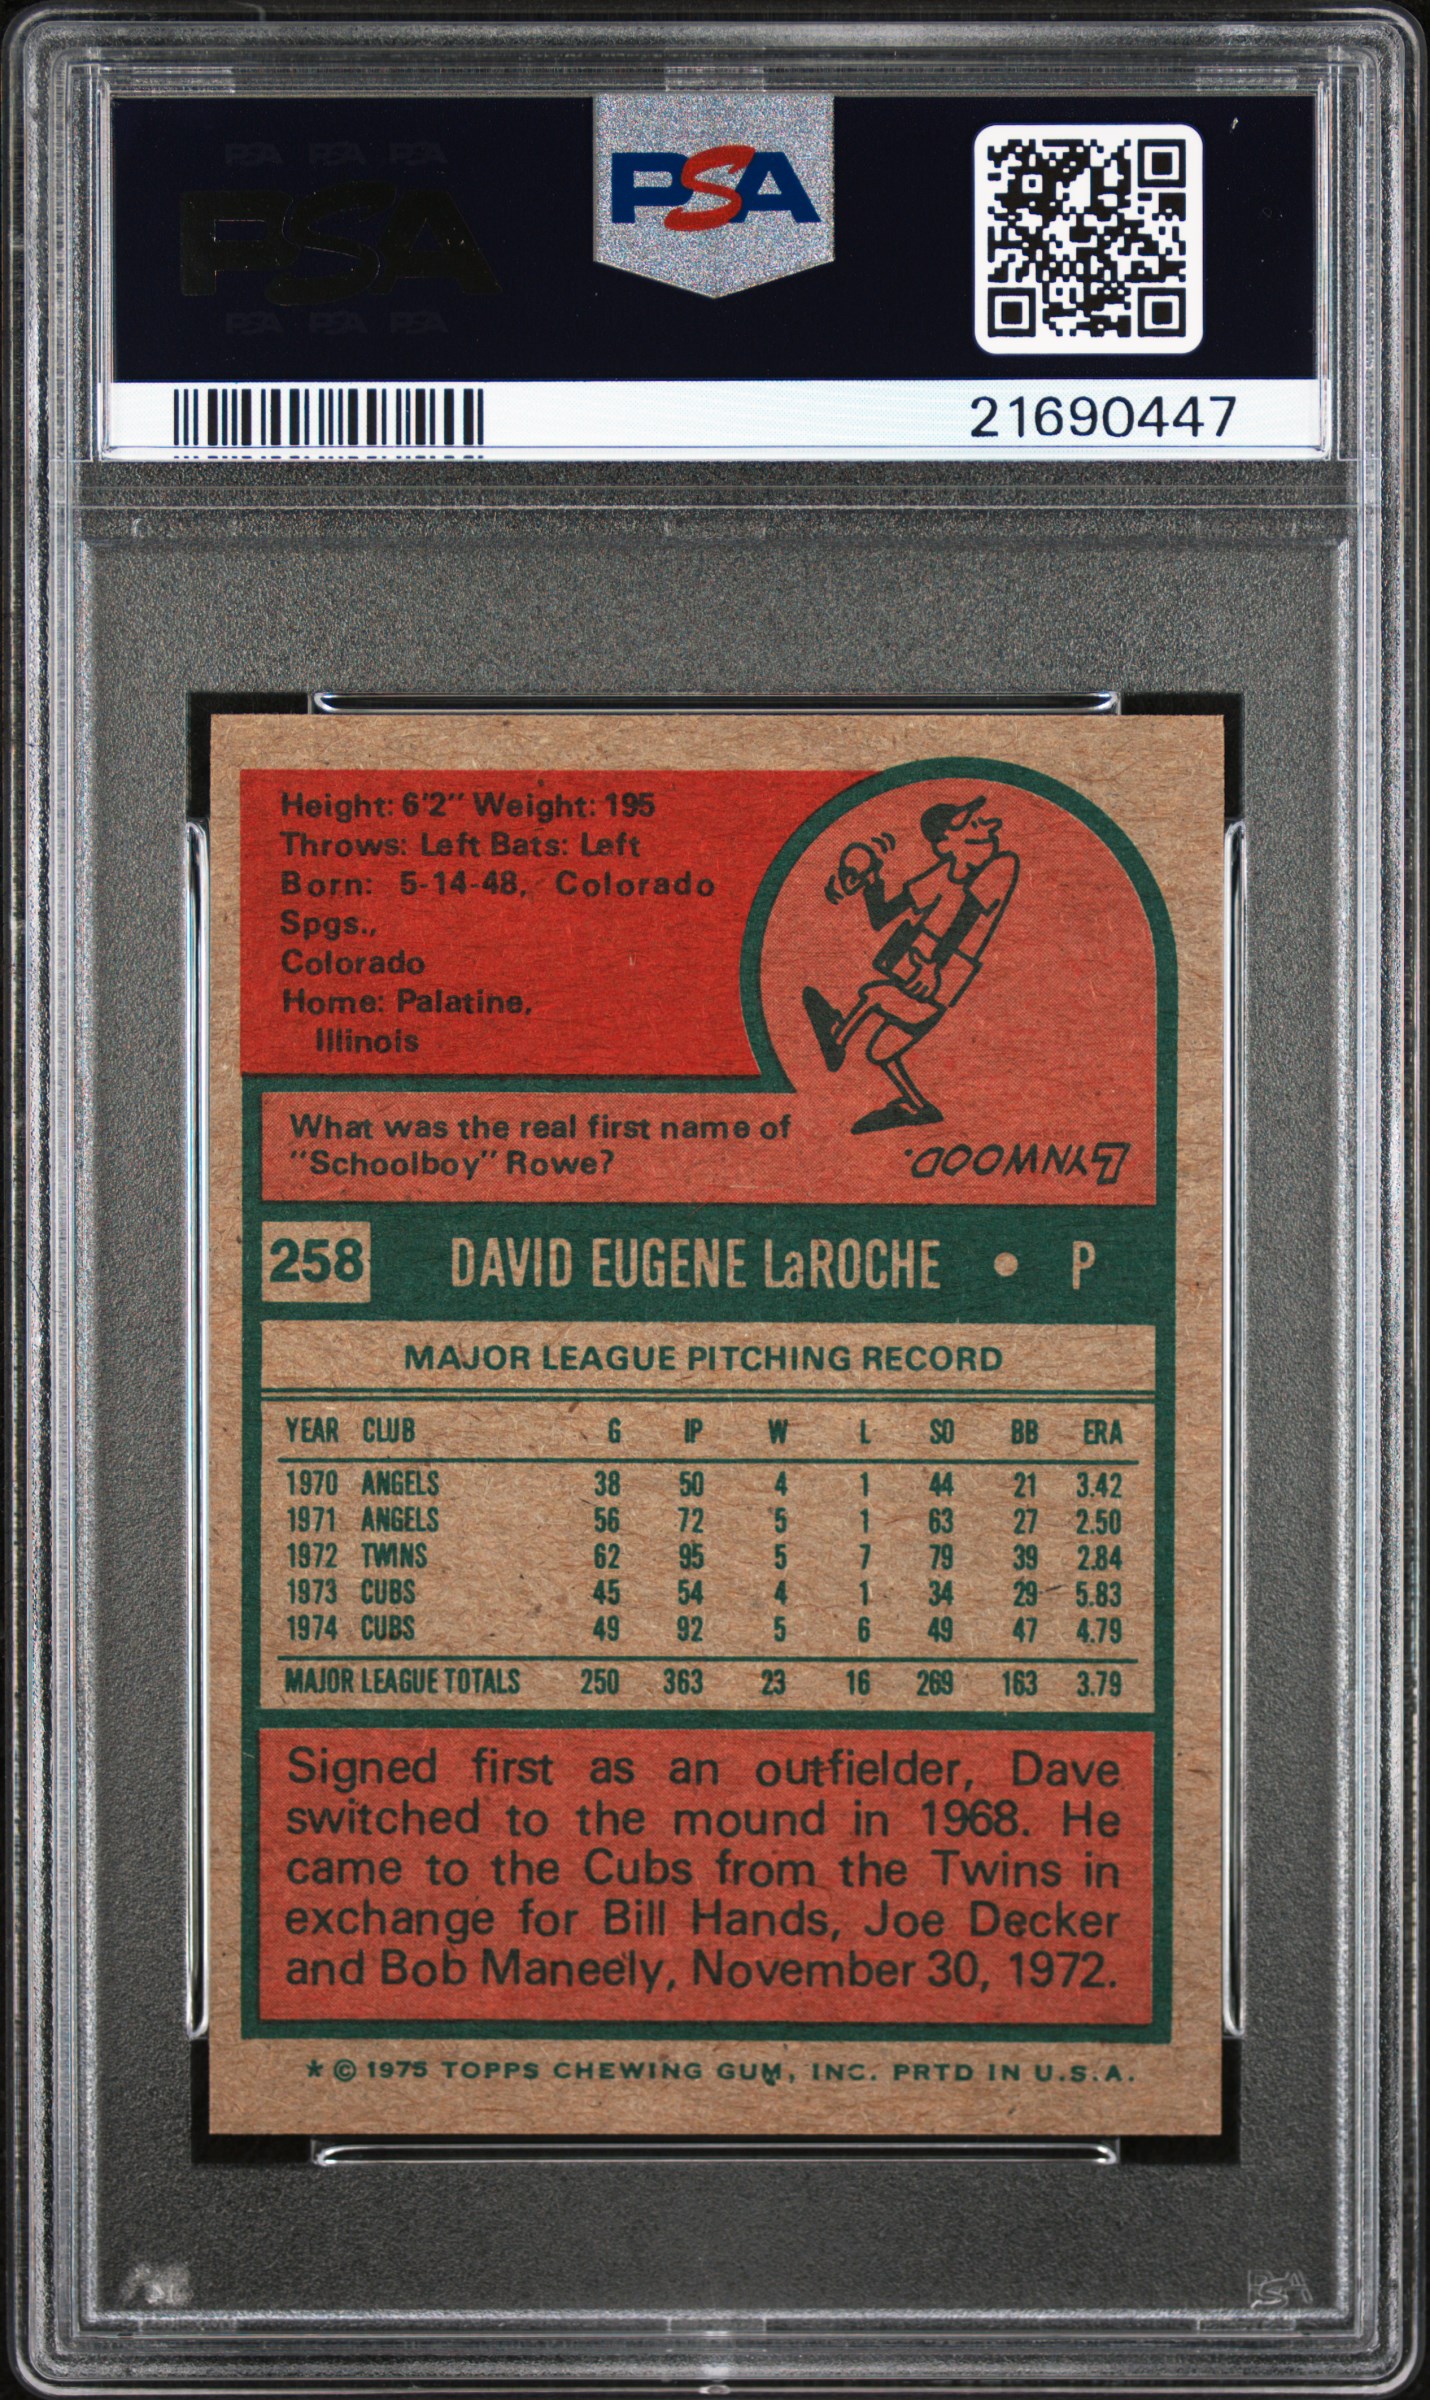 PSA PSA PSA
PSA
PSA PSA PSA
PSA
21690447
Height: 6'2" Weight: 195
Throws: Left Bats: Left
Born: 5-14-48, Colorado
Spgs.,
Colorado
Home: Palatine,
Illinois
What was the real first name of
"Schoolboy" Rowe?
LYNWOOD.
258 DAVID EUGENE LaROCHE • P
MAJOR LEAGUE PITCHING RECORD
YEAR CLUB G IP W L SO BB ERA
1970 ANGELS 38 50 4 1 44 21 3.42
1971 ANGELS 56 72 5 1 63 27 2.50
1972 TWINS 62 95 5 7 79 39 2.84
1973 CUBS 45 54 4 1 34 29 5.83
1974 CUBS 49 92 5 6 49 47 4.79
MAJOR LEAGUE TOTALS 250 363 23 16 269 163 3.79
Signed first as an outfielder, Dave
switched to the mound in 1968. He
came to the Cubs from the Twins in
exchange for Bill Hands, Joe Decker
and Bob Maneely, November 30, 1972.
* © 1975 TOPPS CHEWING GUM, INC. PRTD IN U.S.A.
PSA